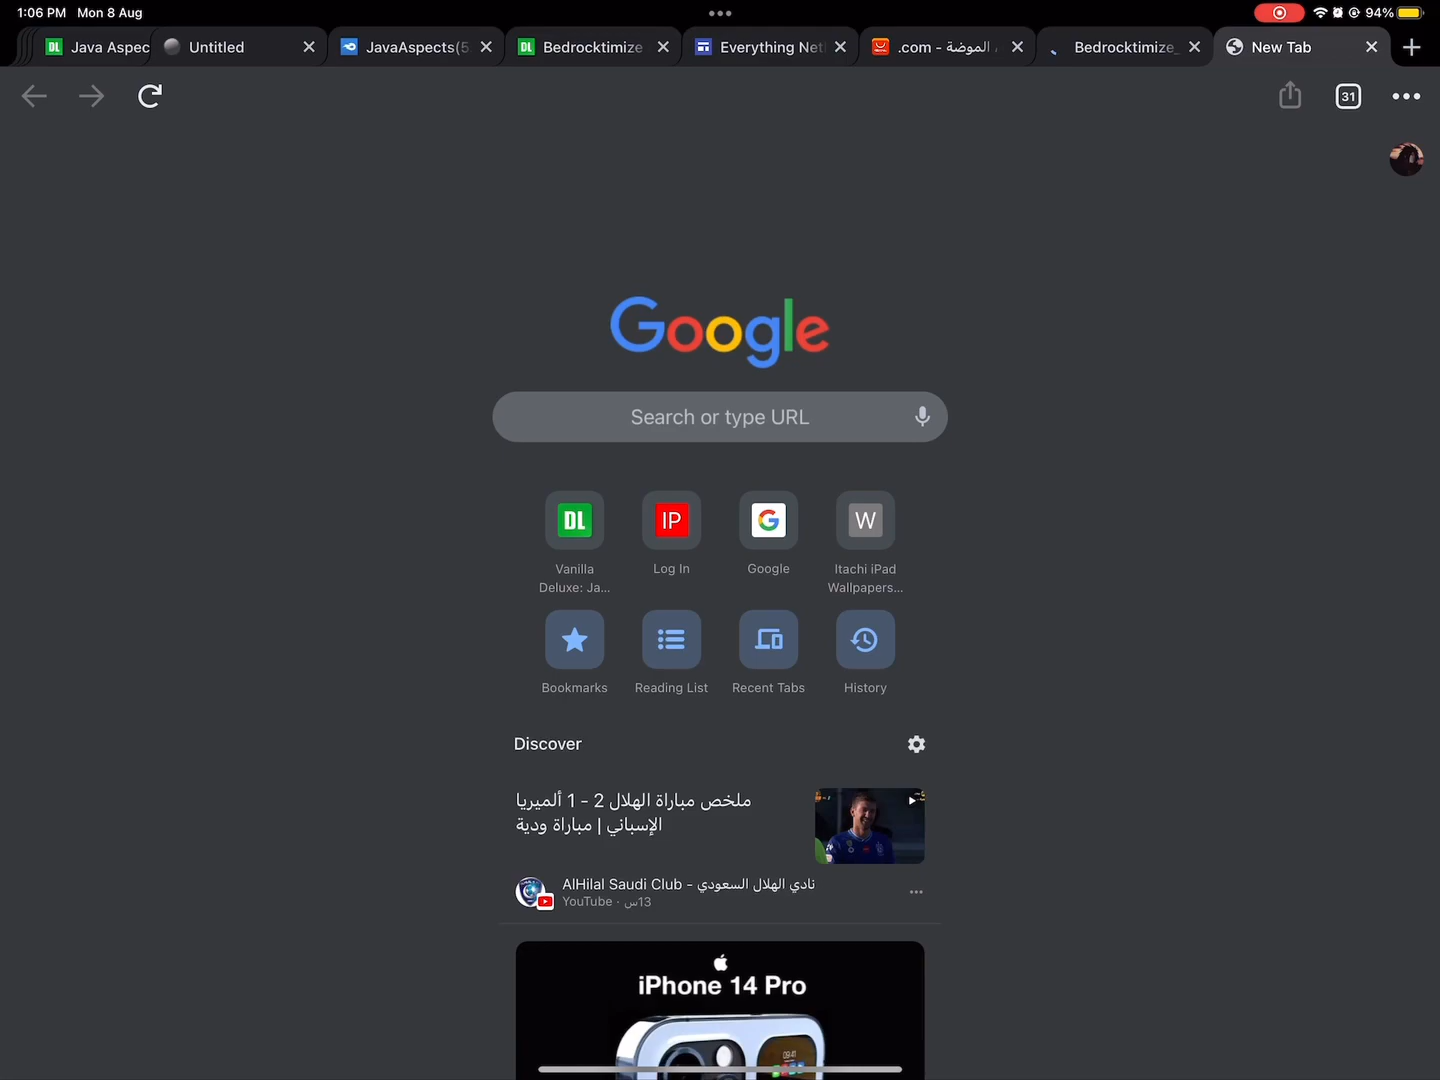 1:06 PM Mon 8 Aug
94%
Java Aspec
Untitled
JavaAspects(5
Bedrocktimize
Everything Net
.com - الموضة ،
Bedrocktimize_
New Tab
31
Google
Search or type URL
DL
IP
G
W
Vanilla
Deluxe: Ja...
Log In
Google
Itachi iPad
Wallpapers...
Bookmarks
Reading List
Recent Tabs
History
Discover
ملخص مباراة الهلال 2 - 1 ألميريا
الإسباني | مباراة ودية
AlHilal Saudi Club - نادي الهلال السعودي
YouTube · 13س
iPhone 14 Pro
09:41